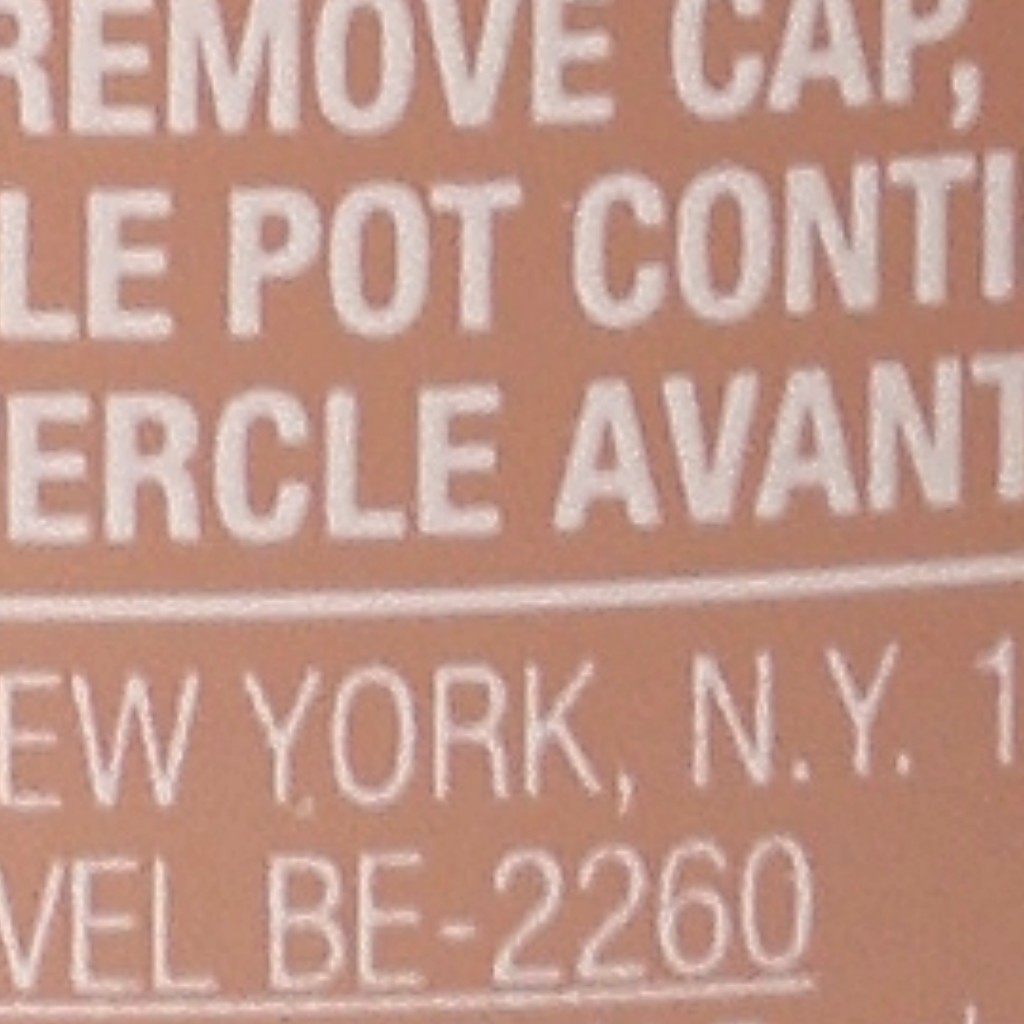 REMOVE CAP,
LE POT CONTI
ERCLE AVANT
EW YORK, N.Y. 1
VEL BE-2260